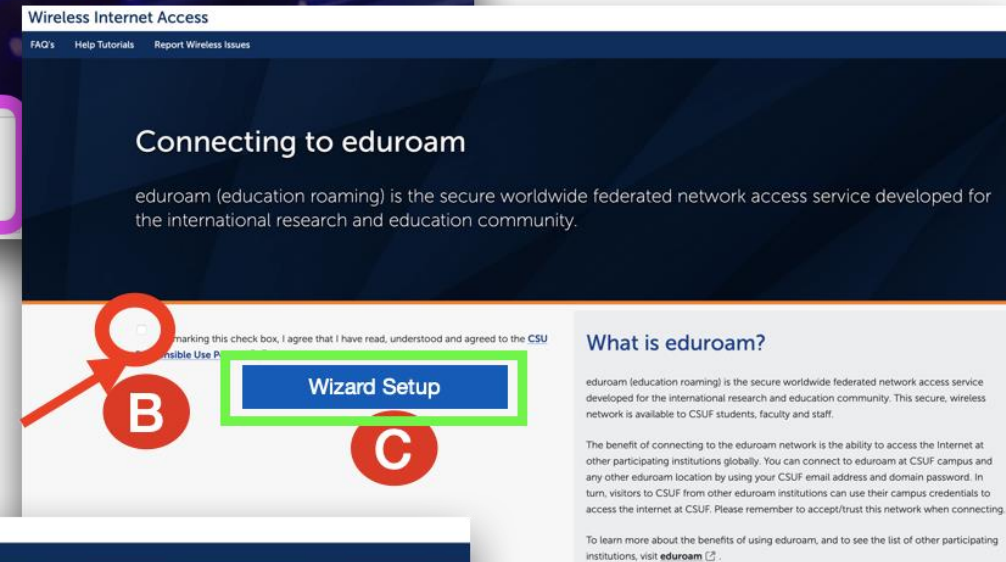 Wireless Internet Access
FAQ's Help Tutorials Report Wireless Issues
Connecting to eduroam
eduroam (education roaming) is the secure worldwide federated network access service developed for
the international research and education community.
marking this check box, I agree that I have read, understood and agreed to the CSU
nsible Use
Wizard Setup
B
C
What is eduroam?
eduroam (education roaming) is the secure worldwide federated network access service
developed for the international research and education community. This secure, wireless
network is available to CSUF students, faculty and staff.
The benefit of connecting to the eduroam network is the ability to access the Internet at
other participating institutions globally. You can connect to eduroam at CSUF campus and
any other eduroam location by using your CSUF email address and domain password. In
turn, visitors to CSUF from other eduroam institutions can use their campus credentials to
access the internet at CSUF. Please remember to accept/trust this network when connecting.
To learn more about the benefits of using eduroam, and to see the list of other participating
institutions, visit eduroam .